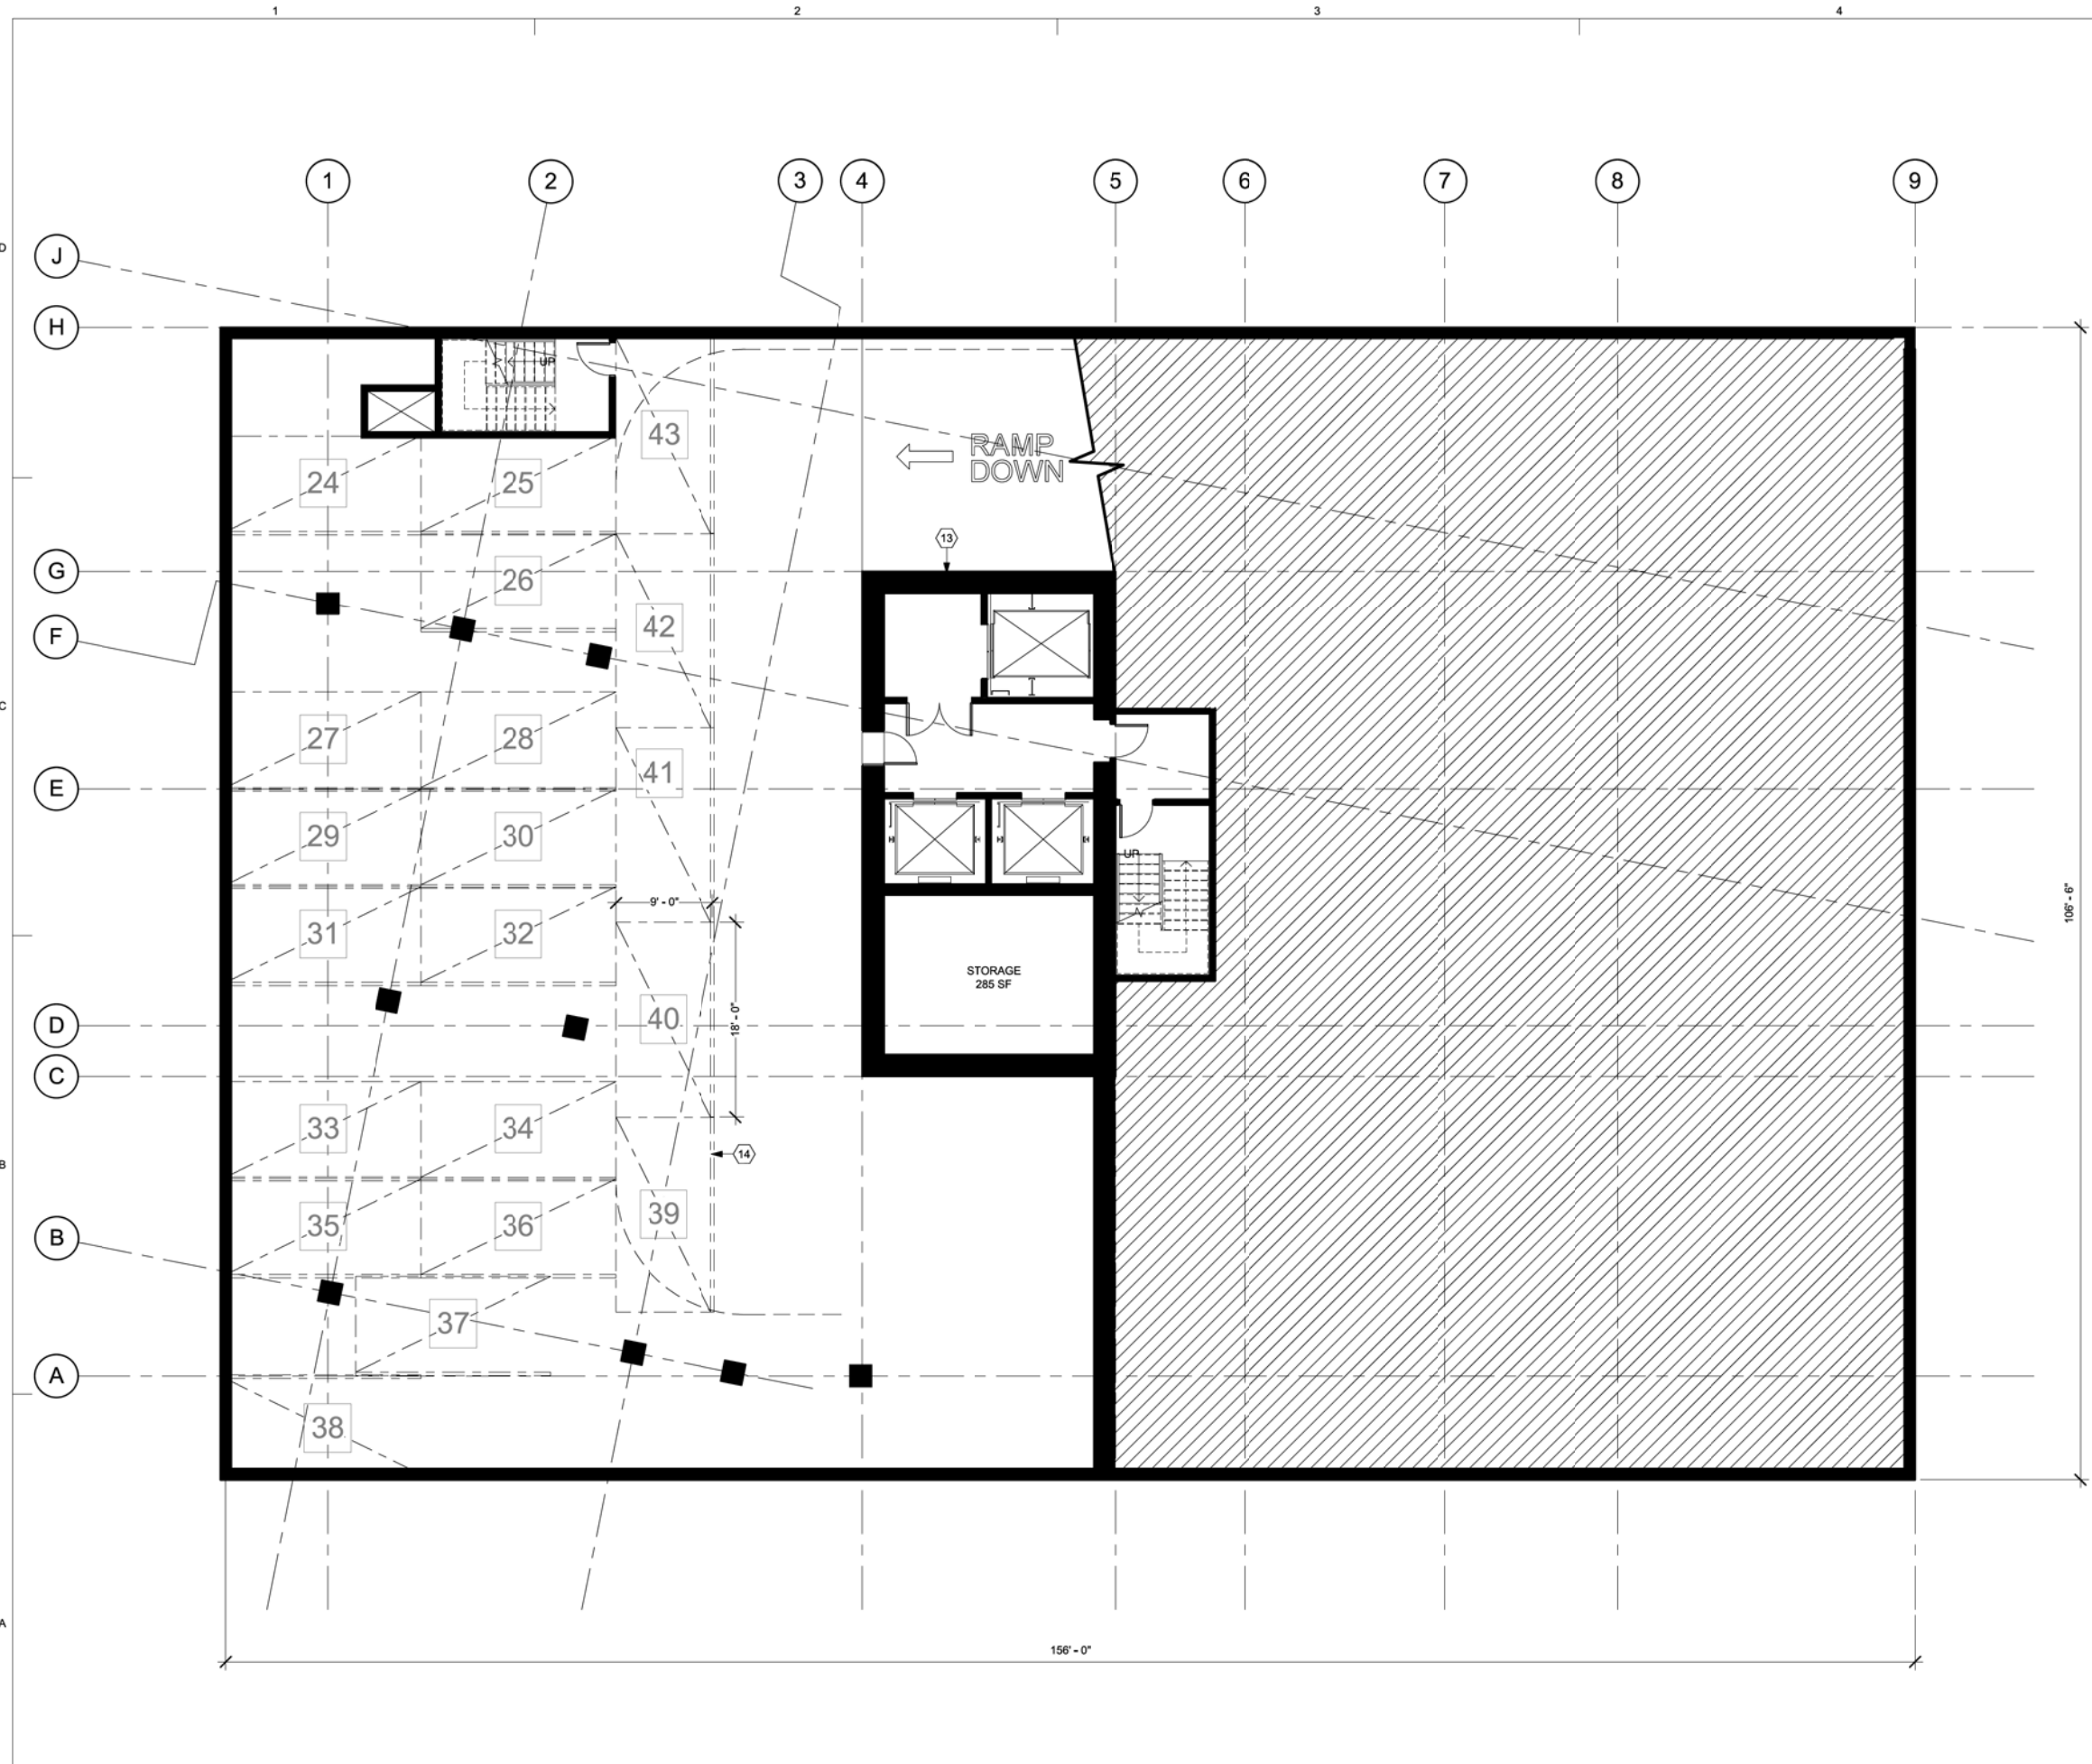 1 2 3 4
1 2 3 4 5 6 7 8 9
D
J
H
UP
43
RAMP
DOWN
24 25
13
G
26
F
42
C
27 28
41
E
29 30
UP
9' - 0"
106' - 6"
31 32
STORAGE
285 SF
40
18' - 0"
D
C
33 34
14
B
39
35 36
B
37
A
38
A
156' - 0"